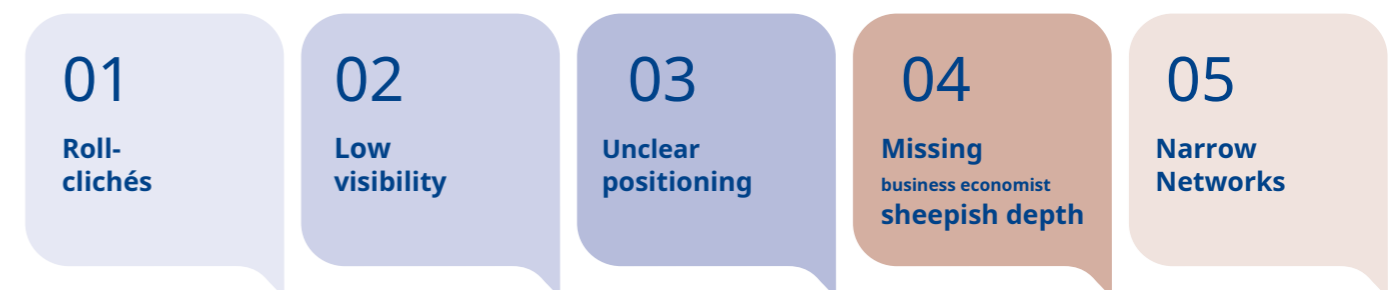 01
Roll-
clichés
02
Low
visibility
03
Unclear
positioning
04
Missing
business economist
sheepish depth
05
Narrow
Networks